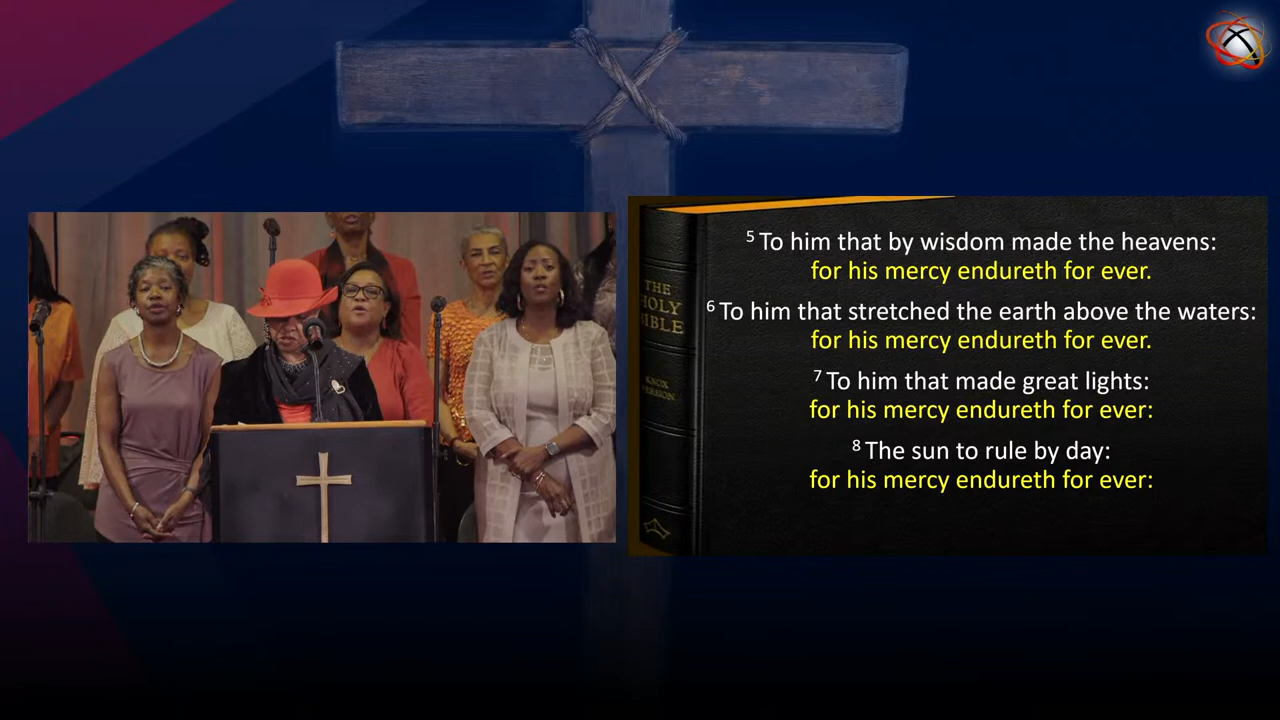 THE
HOLY
BIBLE
KNOX
VERSION
5 To him that by wisdom made the heavens:
for his mercy endureth for ever.
6 To him that stretched the earth above the waters:
for his mercy endureth for ever.
7 To him that made great lights:
for his mercy endureth for ever:
8 The sun to rule by day:
for his mercy endureth for ever: